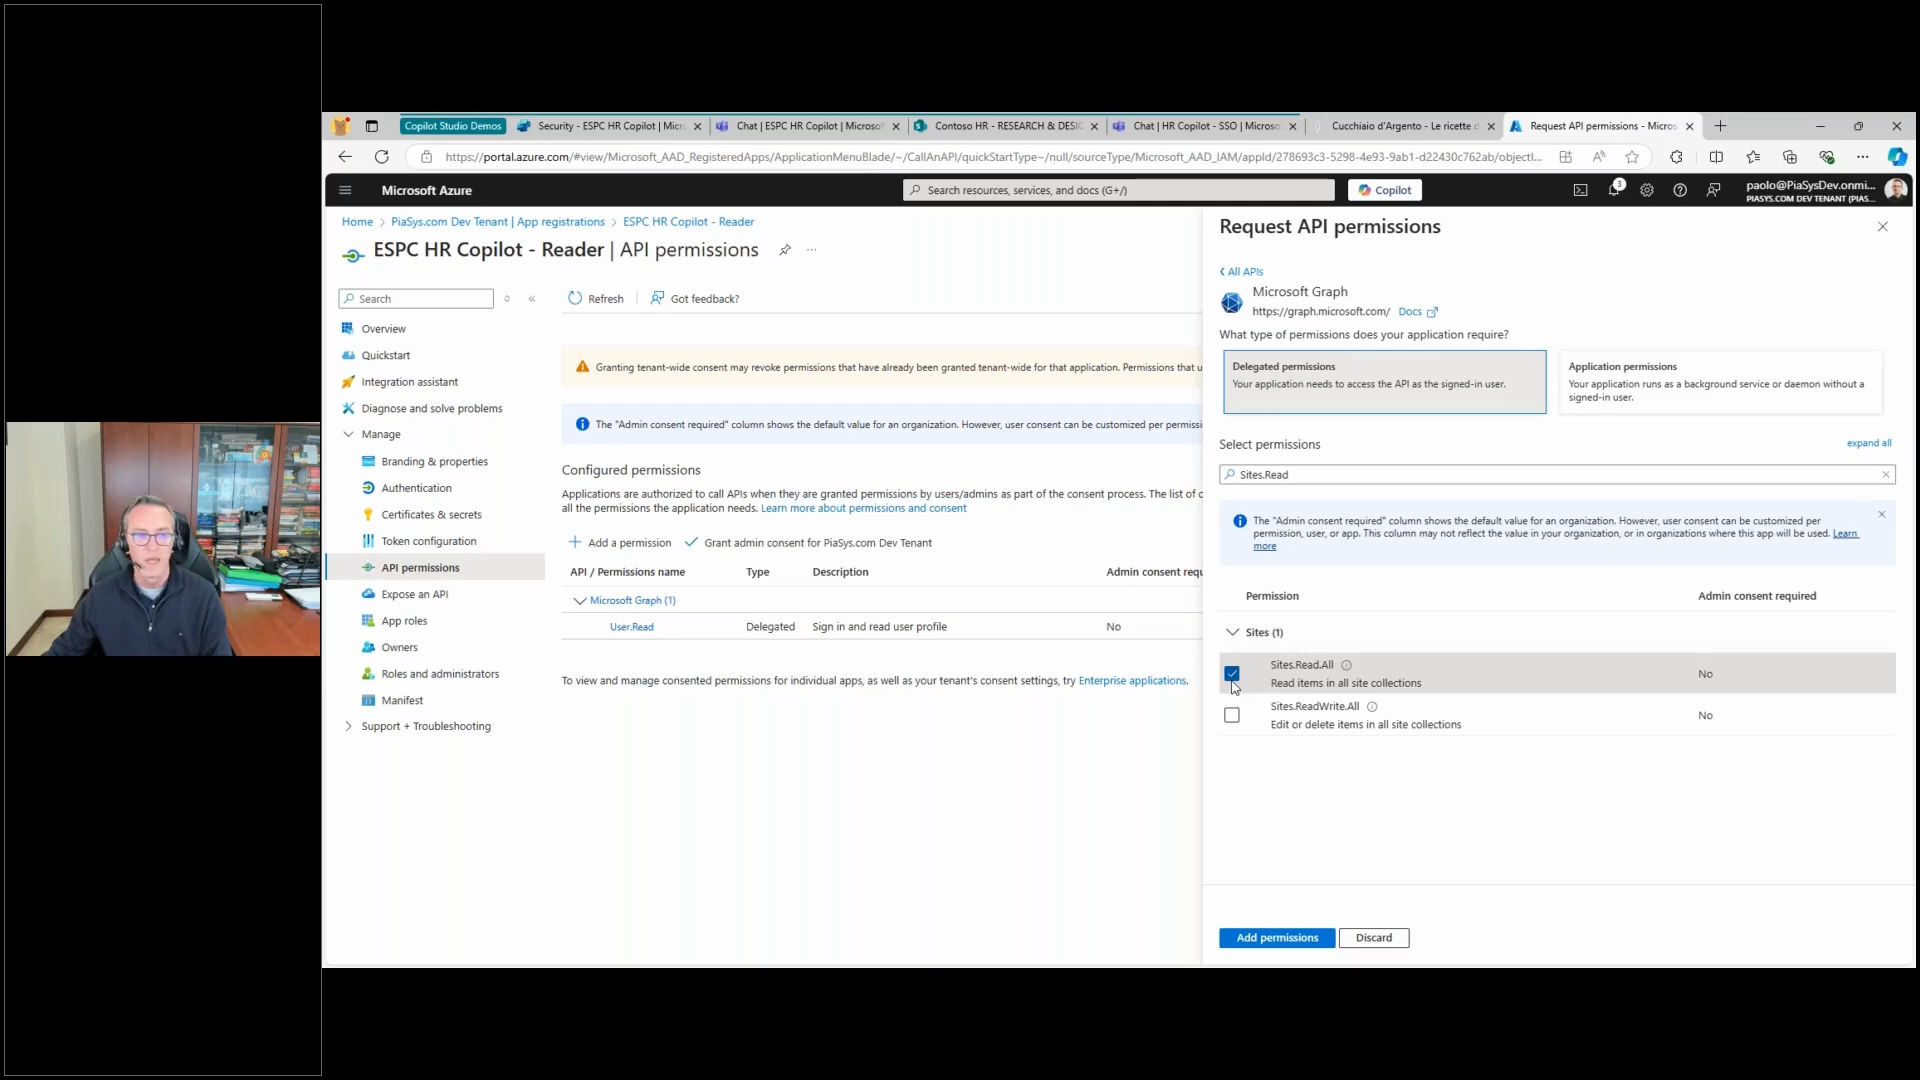 Copilot Studio Demos
Security - ESPC HR Copilot | Micr
Chat | ESPC HR Copilot | Microsof
Contoso HR - RESEARCH & DESIG
Chat | HR Copilot - SSO | Microso
Cucchiaio d'Argento - Le ricette d
Request API permissions - Micros
https://portal.azure.com/#view/Microsoft_AAD_RegisteredApps/ApplicationMenuBlade/~/CallAnAPI/quickStartType~/null/sourceType/Microsoft_AAD_IAM/appId/278693c3-5298-4e93-9ab1-d22430c762ab/objectI...
Microsoft Azure
Search resources, services, and docs (G+/)
Copilot
3
paolo@PiaSysDev.onmi...
PIASYS.COM DEV TENANT (PIAS...
Home > PiaSys.com Dev Tenant | App registrations > ESPC HR Copilot - Reader
ESPC HR Copilot - Reader | API permissions
Search
Overview
Quickstart
Integration assistant
Diagnose and solve problems
Manage
Branding & properties
Authentication
Certificates & secrets
Token configuration
API permissions
Expose an API
App roles
Owners
Roles and administrators
Manifest
Support + Troubleshooting
Refresh
Got feedback?
Granting tenant-wide consent may revoke permissions that have already been granted tenant-wide for that application. Permissions that u
The "Admin consent required" column shows the default value for an organization. However, user consent can be customized per permissi
Configured permissions
Applications are authorized to call APIs when they are granted permissions by users/admins as part of the consent process. The list of c
all the permissions the application needs. Learn more about permissions and consent
Add a permission
Grant admin consent for PiaSys.com Dev Tenant
API / Permissions name Type Description Admin consent requ
Microsoft Graph (1)
User.Read Delegated Sign in and read user profile No
To view and manage consented permissions for individual apps, as well as your tenant's consent settings, try Enterprise applications.
Request API permissions
All APIs
Microsoft Graph
https://graph.microsoft.com/ Docs
What type of permissions does your application require?
Delegated permissions
Your application needs to access the API as the signed-in user.
Application permissions
Your application runs as a background service or daemon without a
signed-in user.
Select permissions
expand all
Sites.Read
The "Admin consent required" column shows the default value for an organization. However, user consent can be customized per
permission, user, or app. This column may not reflect the value in your organization, or in organizations where this app will be used. Learn
more
Permission Admin consent required
Sites (1)
Sites.Read.All
Read items in all site collections
No
Sites.ReadWrite.All
Edit or delete items in all site collections
No
Add permissions
Discard